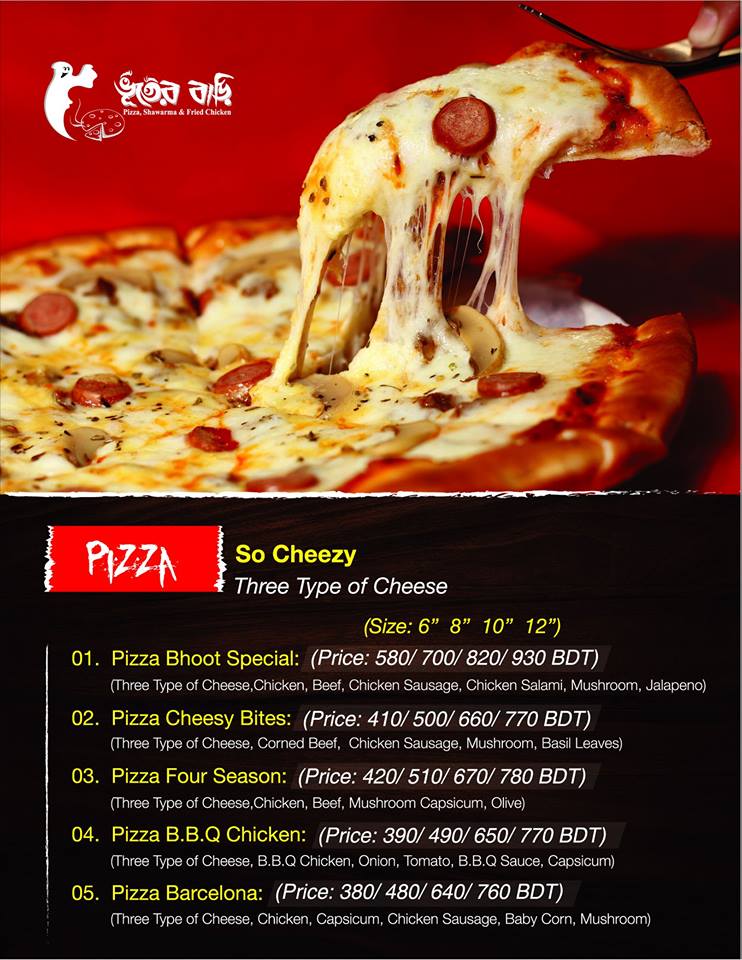 ভূতের বাড়ি
Pizza, Shawarma & Fried Chicken
PIZZA
So Cheezy
Three Type of Cheese
(Size: 6” 8” 10” 12”)
01. Pizza Bhoot Special: (Price: 580/ 700/ 820/ 930 BDT)
(Three Type of Cheese,Chicken, Beef, Chicken Sausage, Chicken Salami, Mushroom, Jalapeno)
02. Pizza Cheesy Bites: (Price: 410/ 500/ 660/ 770 BDT)
(Three Type of Cheese, Corned Beef, Chicken Sausage, Mushroom, Basil Leaves)
03. Pizza Four Season: (Price: 420/ 510/ 670/ 780 BDT)
(Three Type of Cheese,Chicken, Beef, Mushroom Capsicum, Olive)
04. Pizza B.B.Q Chicken: (Price: 390/ 490/ 650/ 770 BDT)
(Three Type of Cheese, B.B.Q Chicken, Onion, Tomato, B.B.Q Sauce, Capsicum)
05. Pizza Barcelona: (Price: 380/ 480/ 640/ 760 BDT)
(Three Type of Cheese, Chicken, Capsicum, Chicken Sausage, Baby Corn, Mushroom)